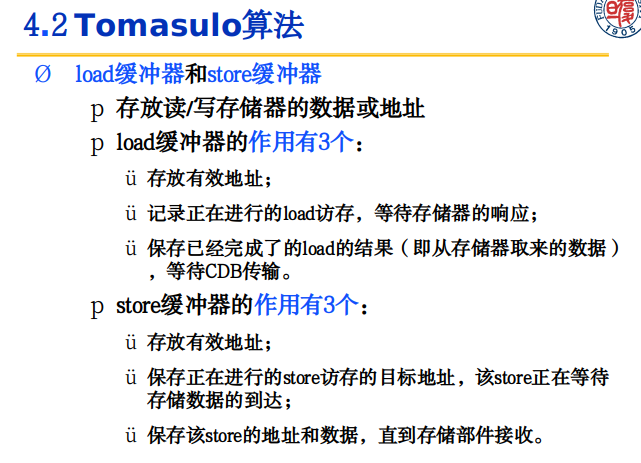 4.2 Tomasulo算法
1905
Ø load缓冲器和store缓冲器
p 存放读/写存储器的数据或地址
p load缓冲器的作用有3个：
ü 存放有效地址；
ü 记录正在进行的load访存，等待存储器的响应；
ü 保存已经完成了的load的结果（即从存储器取来的数据）
，等待CDB传输。
p store缓冲器的作用有3个：
ü 存放有效地址；
ü 保存正在进行的store访存的目标地址，该store正在等待
存储数据的到达；
ü 保存该store的地址和数据，直到存储部件接收。